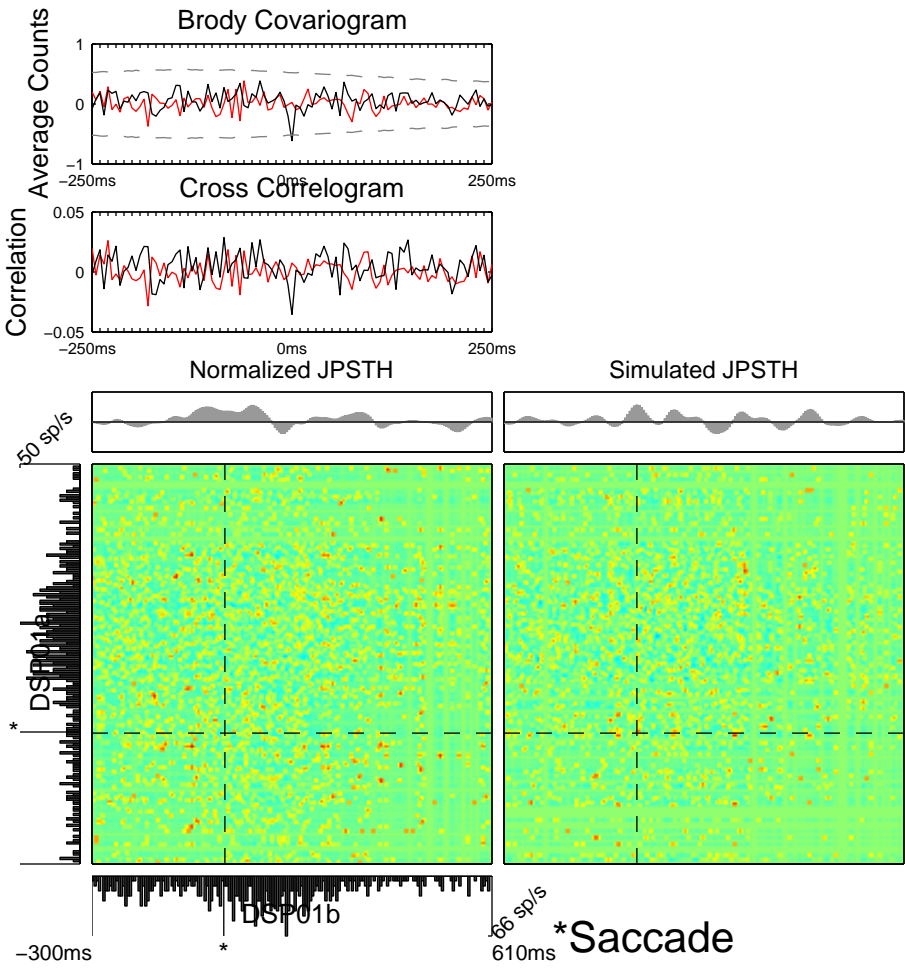 Brody Covariogram
Average Counts
1
0
−1
−250ms 0ms 250ms
Cross Correlogram
Correlation
0.05
0
−0.05
−250ms 0ms 250ms
Normalized JPSTH
Simulated JPSTH
50 sp/s
DSP01a
*
DSP01b
66 sp/s
−300ms
*
610ms
*Saccade